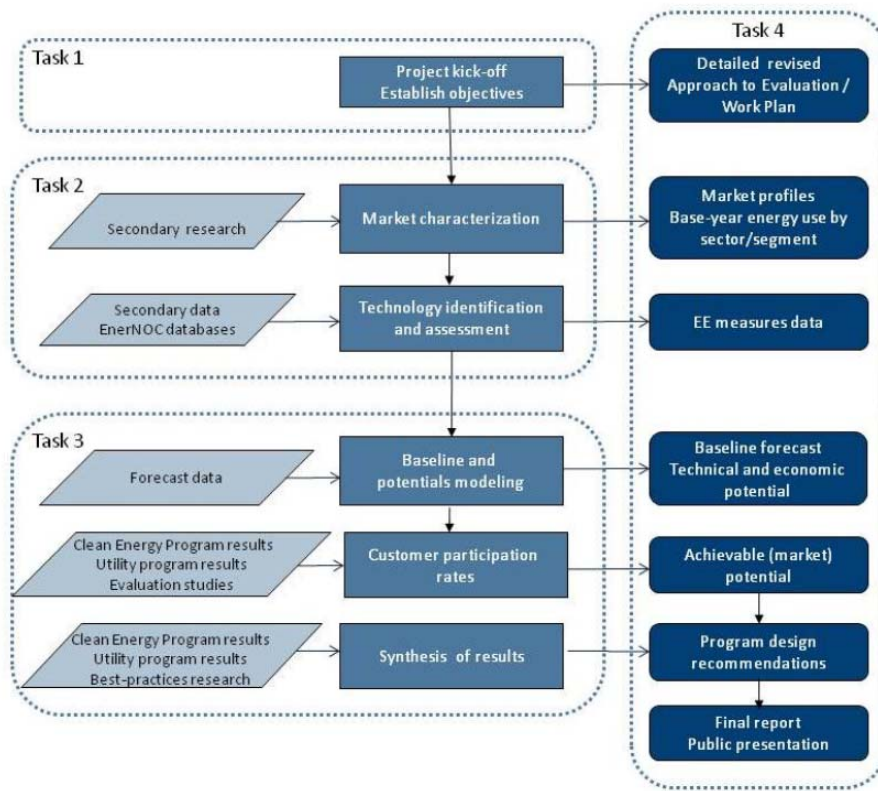 Task 1
Project kick-off
Establish objectives
Task 4
Detailed revised
Approach to Evaluation /
Work Plan
Task 2
Secondary research
Market characterization
Market profiles
Base-year energy use by
sector/segment
Secondary data
EnerNOC databases
Technology identification
and assessment
EE measures data
Task 3
Forecast data
Baseline and
potentials modeling
Baseline forecast
Technical and economic
potential
Clean Energy Program results
Utility program results
Evaluation studies
Customer participation
rates
Achievable (market)
potential
Clean Energy Program results
Utility program results
Best-practices research
Synthesis of results
Program design
recommendations
Final report
Public presentation